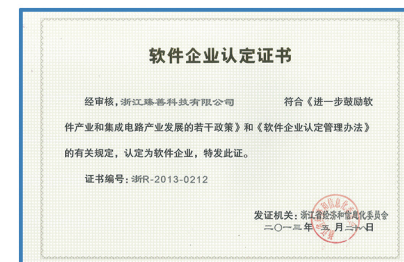 软件企业认定证书
经审核，浙江臻善科技有限公司 符合《进一步鼓励软
件产业和集成电路产业发展的若干政策》和《软件企业认定管理办法》
的有关规定，认定为软件企业，特发此证。
证书编号：浙R-2013-0212
发证机关：浙江省经济和信息化委员会
二〇一三年 五 月二十八日